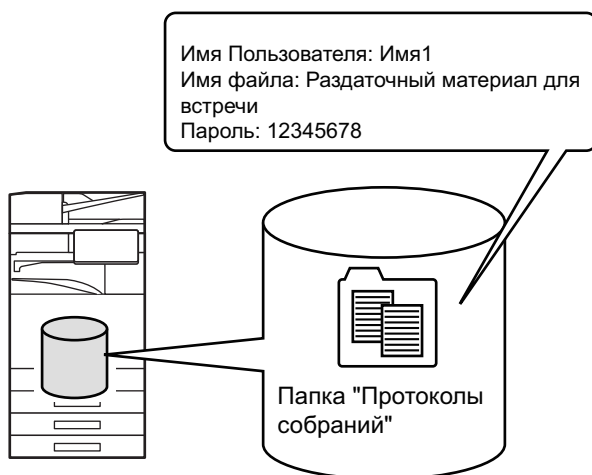 Имя Пользователя: Имя1
Имя файла: Раздаточный материал для
встречи
Пароль: 12345678
Папка "Протоколы
собраний"